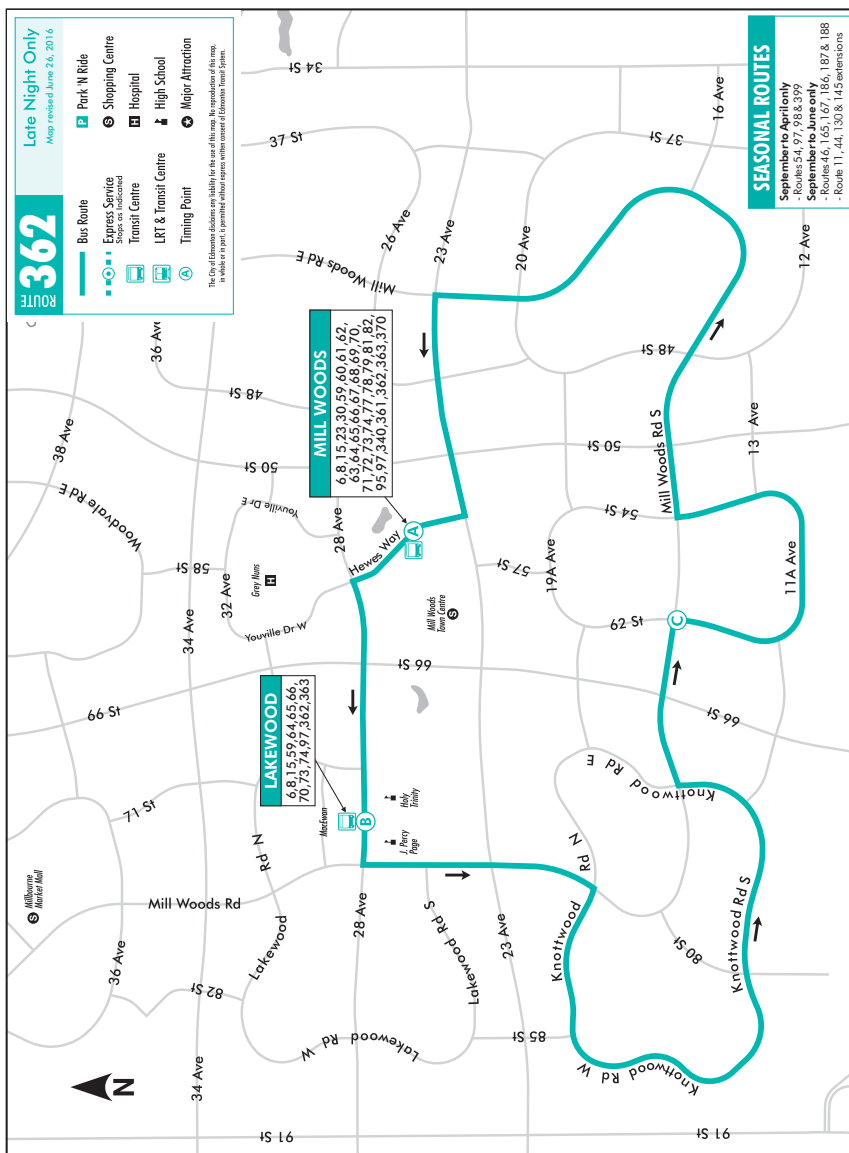 ROUTE
362
Late Night Only
Map revised June 26, 2016
Bus Route
Express Service
Stops as Indicated
Transit Centre
LRT & Transit Centre
A
Timing Point
P
Park 'N Ride
S
Shopping Centre
H
Hospital
High School
Major Attraction
The City of Edmonton disclaims any liability for the use of this map. No reproduction of this map,
in whole or in part, is permitted without express written consent of Edmonton Transit System.
34 St
37 St
16 Ave
37 St
SEASONAL ROUTES
September to April only
- Routes 54, 97, 98 & 399
September to June only
- Routes 46, 165, 167, 186, 187 & 188
- Route 11, 44, 130 & 145 extensions
26 Ave
23 Ave
20 Ave
12 Ave
Mill Woods Rd E
36 Ave
48 St
48 St
MILL WOODS
6,8,15,23,30,59,60,61,62,
63,64,65,66,67,68,69,70,
71,72,73,74,77,78,79,81,82,
95,97,340,361,362,363,370
38 Ave
Woodvale Rd E
50 St
50 St
Mill Woods Rd S
13 Ave
Youville Dr E
28 Ave
54 St
58 St
32 Ave
Grey Nuns
H
Hewes Way
A
57 St
19A Ave
11A Ave
34 Ave
Youville Dr W
Mill Woods
Town Centre
S
62 St
C
66 St
66 St
66 St
LAKEWOOD
6,8,15,59,64,65,66,
70,73,74,97,362,363
71 St
MacEwan
B
Holy
Trinity
J. Percy
Page
Knottwood Rd E
Millbourne
Market Mall
S
Mill Woods Rd
Lakewood Rd N
28 Ave
Lakewood Rd S
23 Ave
Knottwood Rd N
80 St
Knottwood Rd S
36 Ave
82 St
34 Ave
Lakewood Rd W
85 St
Knottwood Rd W
N
91 St
91 St